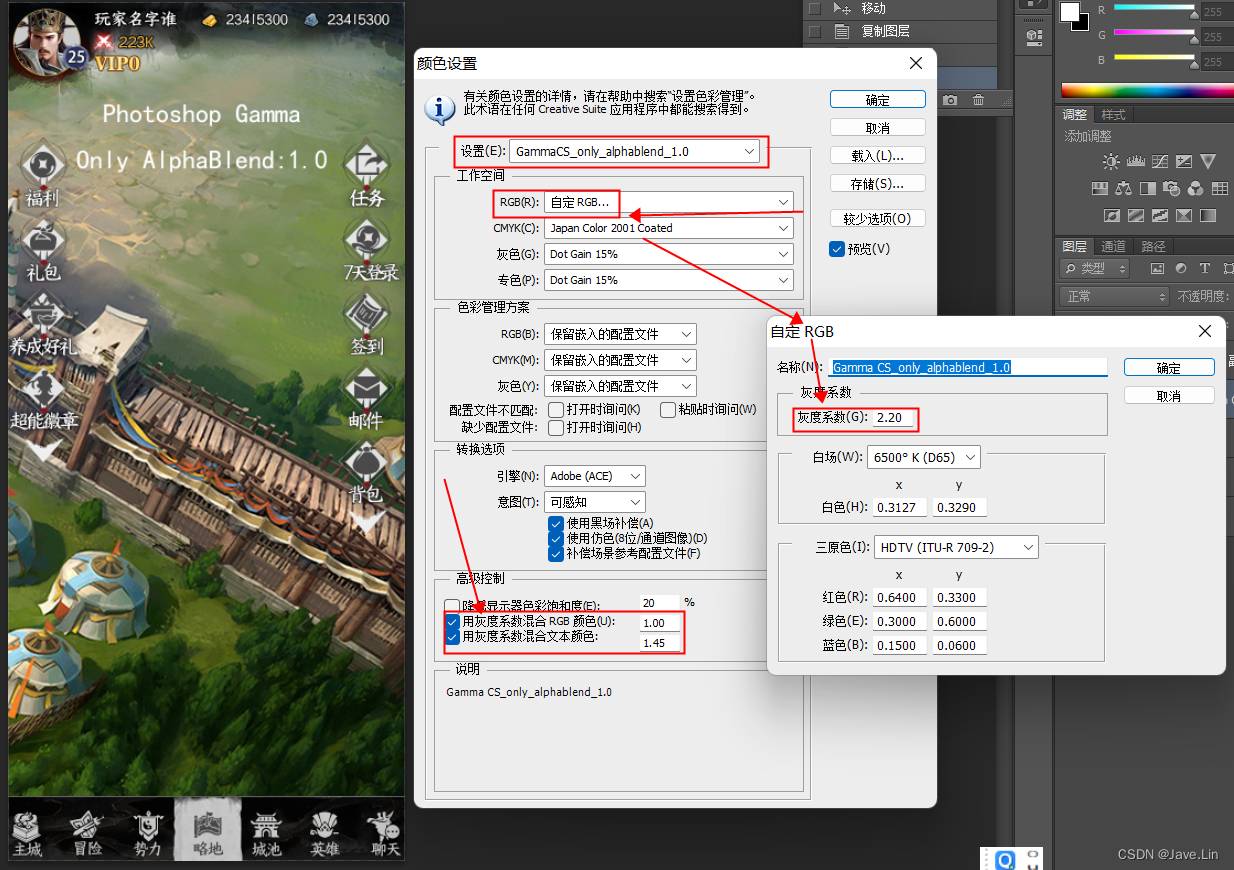 玩家名字谁
2341530​0
23415300
223K
25
VIP0
Photoshop Gamma
Only AlphaBlend:1.0
福利
任务
礼包
7天登录
养成好礼
签到
超能徽章
邮件
背包
主城
冒险
势力
略地
城池
英雄
聊天
颜色设置
有关颜色设置的详情，请在帮助中搜索“设置色彩管理”。
此术语在任何 Creative Suite 应用程序中都能搜索得到。
设置(E): GammaCS_only_alphablend_1.0
工作空间
RGB(R): 自定 RGB...
CMYK(C): Japan Color 2001 Coated
灰色(G): Dot Gain 15%
专色(P): Dot Gain 15%
色彩管理方案
RGB(B): 保留嵌入的配置文件
CMYK(M): 保留嵌入的配置文件
灰色(Y): 保留嵌入的配置文件
配置文件不匹配: 打开时询问(K) 粘贴时询问(W)
缺少配置文件: 打开时询问(H)
转换选项
引擎(N): Adobe (ACE)
意图(T): 可感知
使用黑场补偿(A)
使用仿色(8位/通道图像)(D)
补偿场景参考配置文件(F)
高级控制
降低显示器色彩饱和度(E): 20 %
用灰度系数混合 RGB 颜色(U): 1.00
用灰度系数混合文本颜色: 1.45
说明
Gamma CS_only_alphablend_1.0
确定
取消
载入(L)...
存储(S)...
较少选项(O)
预览(V)
自定 RGB
名称(N): Gamma CS_only_alphablend_1.0
灰度系数
灰度系数(G): 2.20
白场(W): 6500° K (D65)
x y
白色(H): 0.3127 0.3290
三原色(I): HDTV (ITU-R 709-2)
x y
红色(R): 0.6400 0.3300
绿色(E): 0.3000 0.6000
蓝色(B): 0.1500 0.0600
确定
取消
移动
复制图层
R 255
G 255
B 255
调整 样式
添加调整
图层 通道 路径
类型
T
正常 不透明度:
CSDN @Jave.Lin